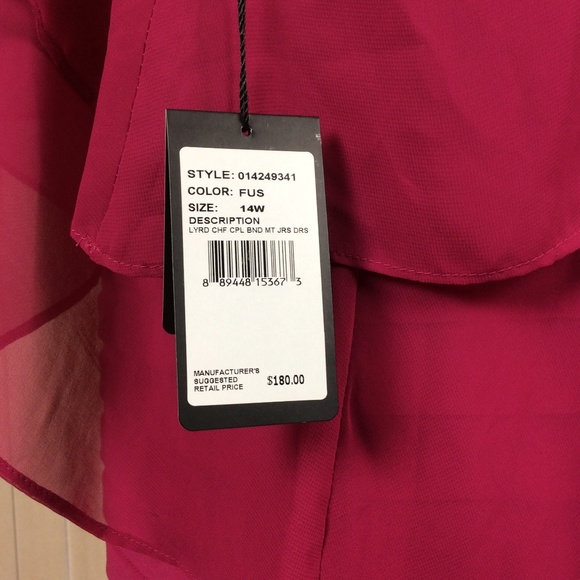 STYLE: 014249341
COLOR: FUS
SIZE: 14W
DESCRIPTION
LYRD CHF CPL BND MT JRS DRS
8 89448 15367 3
MANUFACTURER'S
SUGGESTED
RETAIL PRICE
$180.00